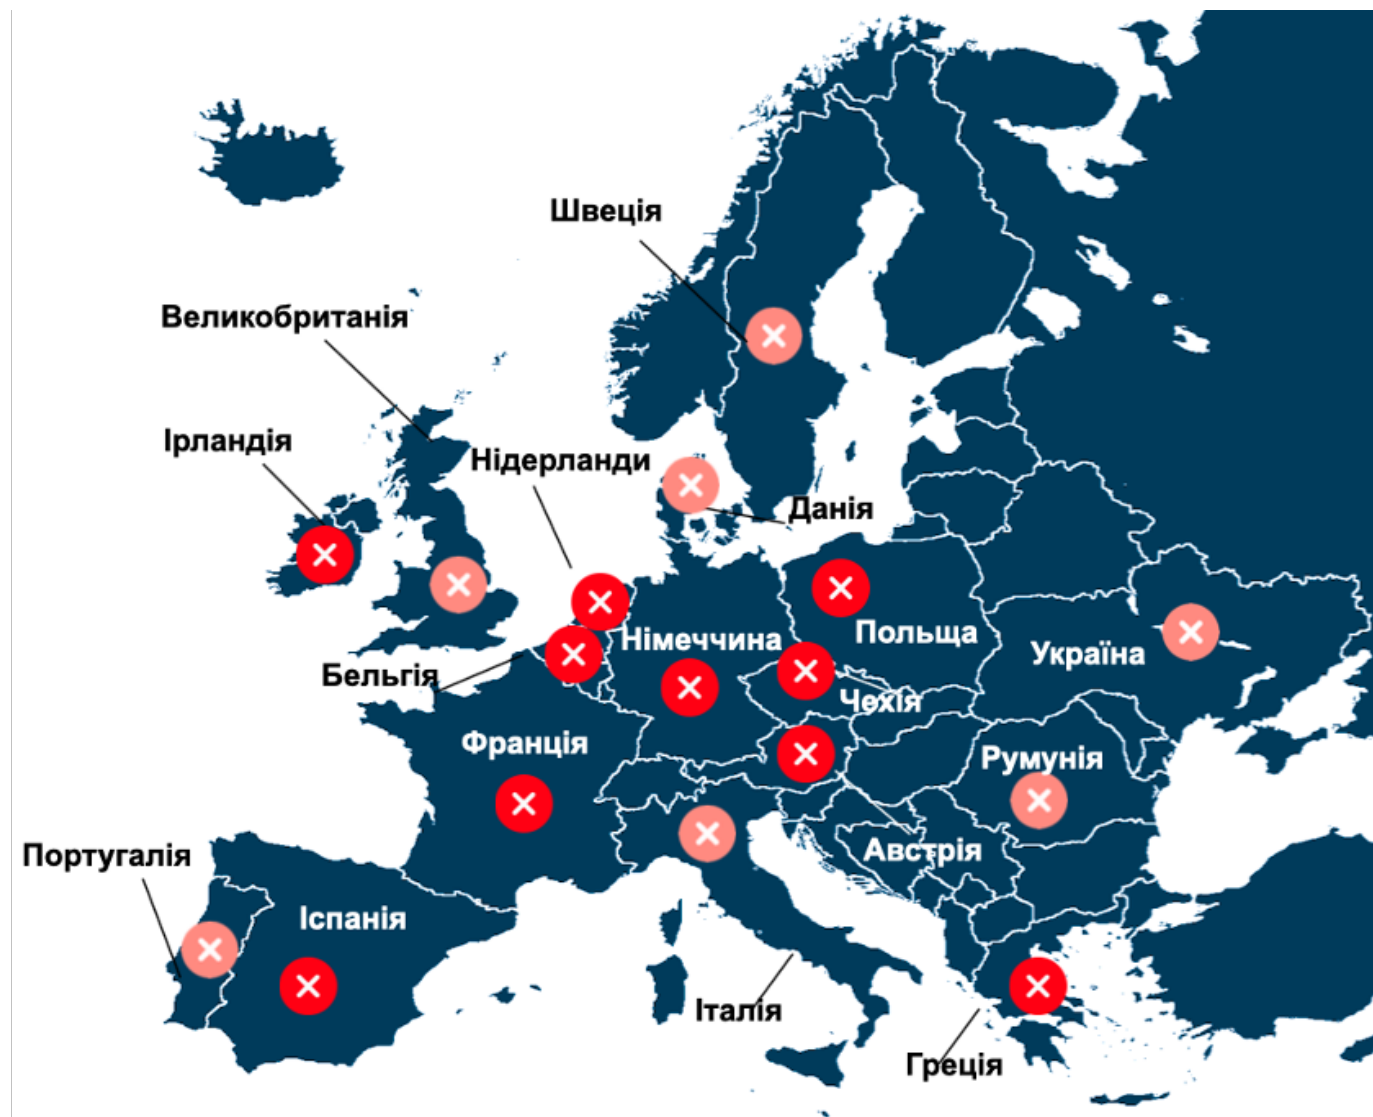 Швеція
Великобританія
Ірландія
Нідерланди
Данія
Німеччина
Польща
Україна
Бельгія
Чехія
Франція
Румунія
Португалія
Австрія
Іспанія
Італія
Греція